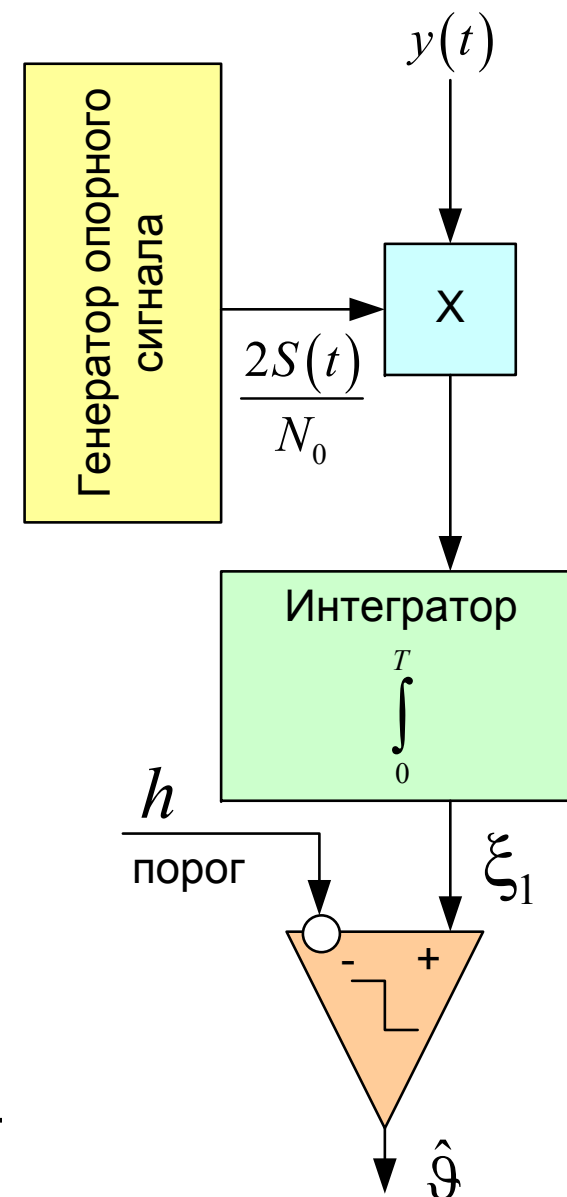 y(t)
Генератор опорного
сигнала
X
2S(t)
N₀
Интегратор
T
∫
0
h
порог
ξ₁
- +
ϑ̂